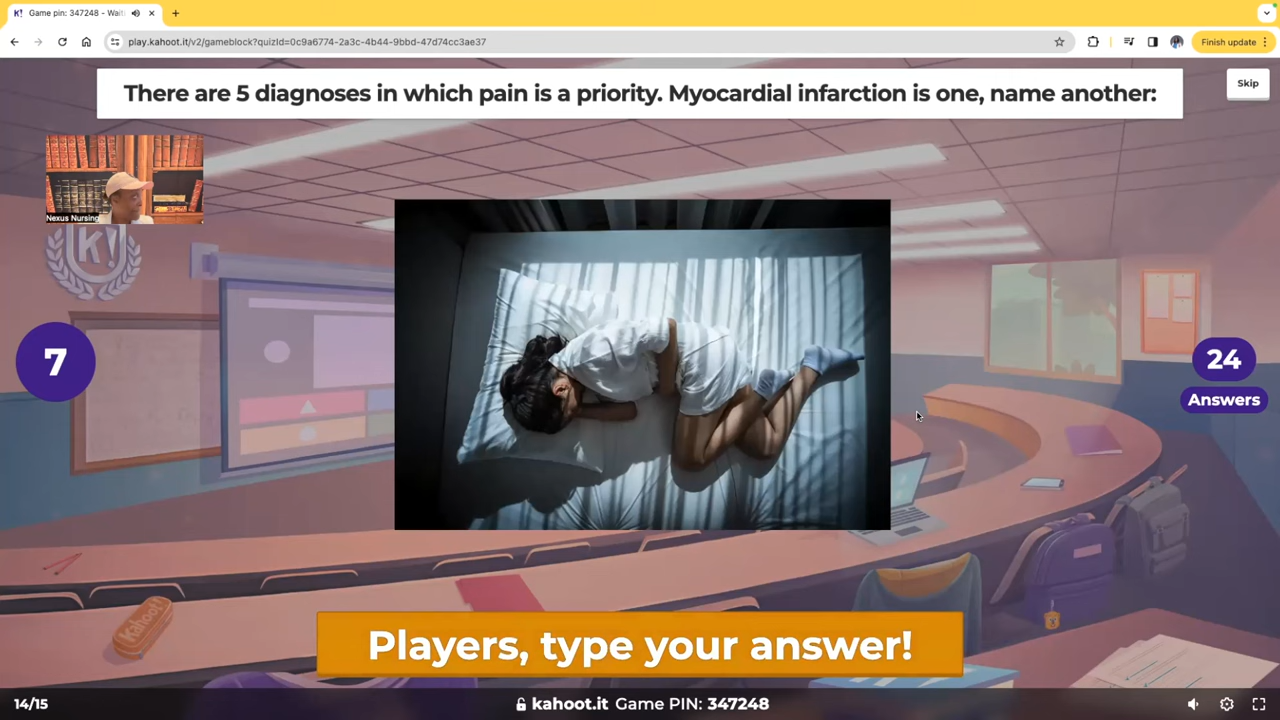 Game pin: 347248 - Waiti
play.kahoot.it/v2/gameblock?quizId=0c9a6774-2a3c-4b44-9bbd-47d74cc3ae37
Finish update
There are 5 diagnoses in which pain is a priority. Myocardial infarction is one, name another:
Skip
Nexus Nursing
K!
7
24
Answers
Kahoot!
Players, type your answer!
14/15
kahoot.it Game PIN: 347248